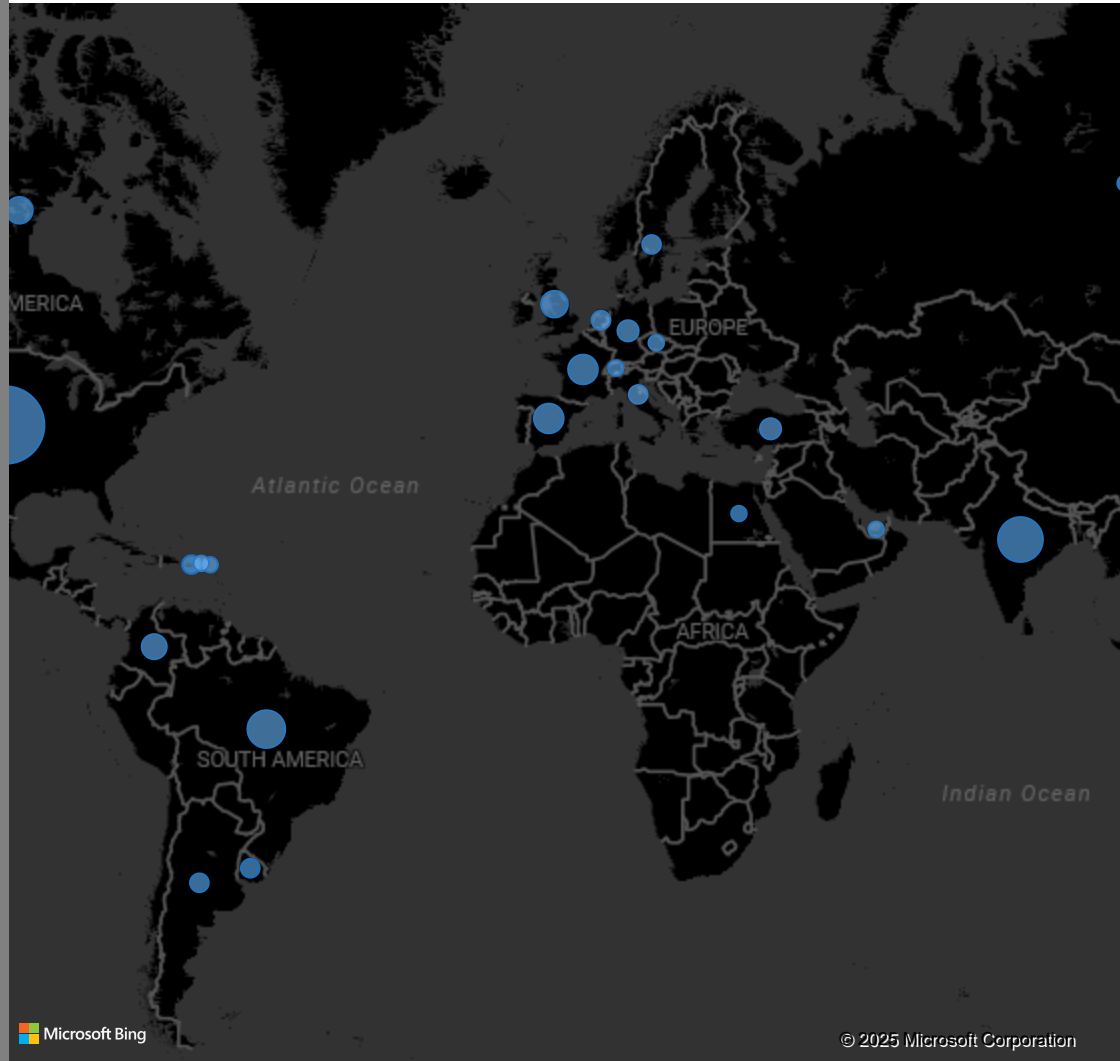 MERICA
EUROPE
Atlantic Ocean
AFRICA
SOUTH AMERICA
Indian Ocean
Microsoft Bing
© 2025 Microsoft Corporation